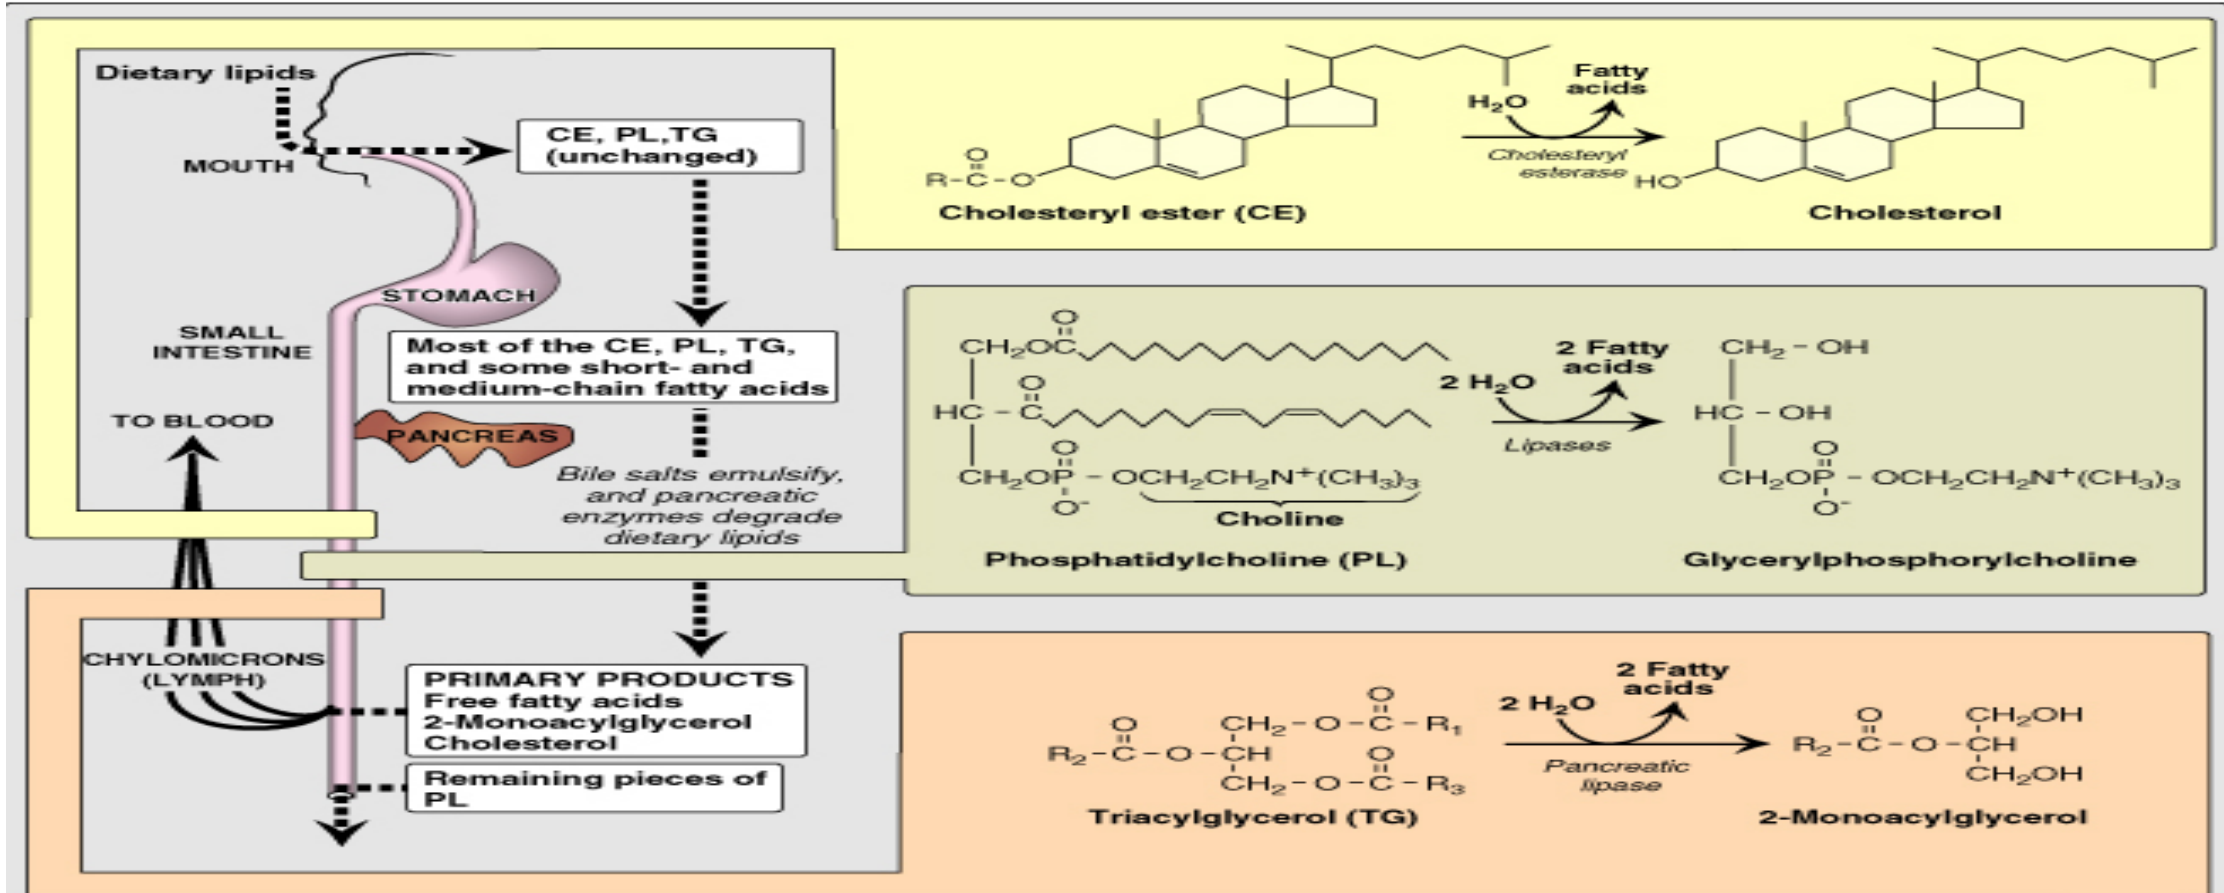 Dietary lipids
MOUTH
CE, PL,TG
(unchanged)
STOMACH
SMALL
INTESTINE
Most of the CE, PL, TG,
and some short- and
medium-chain fatty acids
TO BLOOD
PANCREAS
Bile salts emulsify,
and pancreatic
enzymes degrade
dietary lipids
CHYLOMICRONS
(LYMPH)
PRIMARY PRODUCTS
Free fatty acids
2-Monoacylglycerol
Cholesterol
Remaining pieces of
PL
O
R-C-O
Cholesteryl ester (CE)
H₂O
Fatty
acids
Cholesteryl
esterase
HO
Cholesterol
O
CH₂OC
O
HC - C
O
CH₂OP - OCH₂CH₂N⁺(CH₃)₃
O⁻
Choline
Phosphatidylcholine (PL)
2 H₂O
2 Fatty
acids
Lipases
CH₂ - OH
HC - OH
O
CH₂OP - OCH₂CH₂N⁺(CH₃)₃
O⁻
Glycerylphosphorylcholine
O
CH₂-O-C-R₁
O
R₂-C-O-CH
O
CH₂-O-C-R₃
Triacylglycerol (TG)
2 H₂O
2 Fatty
acids
Pancreatic
lipase
O
CH₂OH
R₂-C-O-CH
CH₂OH
2-Monoacylglycerol